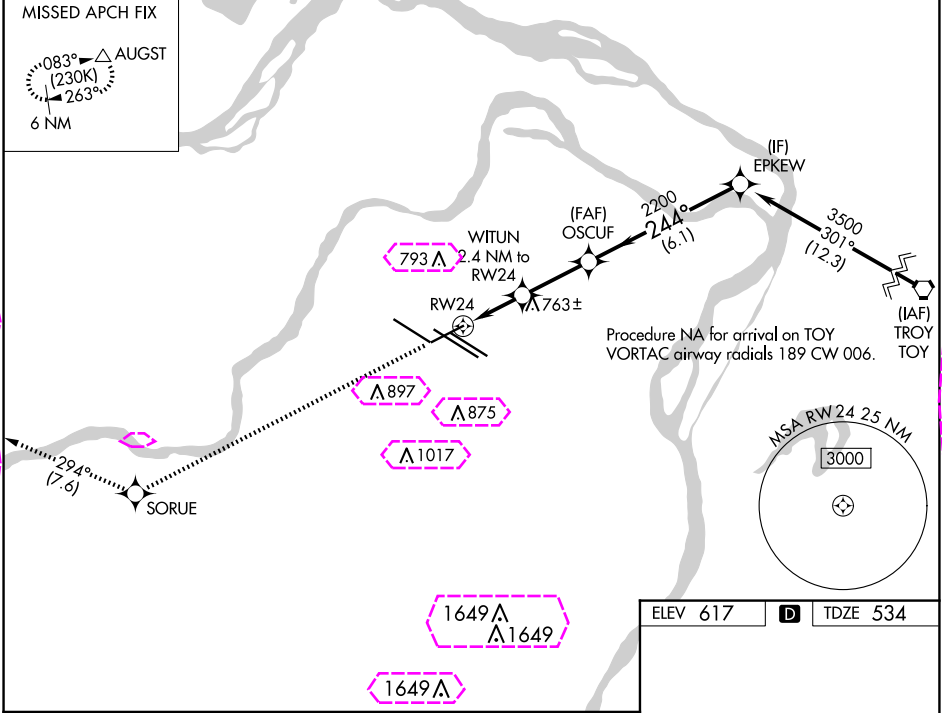 MISSED APCH FIX
083°
AUGST
(230K)
263°
6 NM
(IF)
EPKEW
2200
244°
(6.1)
3500
301°
(12.3)
(FAF)
OSCUF
WITUN
2.4 NM to
RW24
793
763±
RW24
(IAF)
TROY
TOY
Procedure NA for arrival on TOY
VORTAC airway radials 189 CW 006.
897
875
1017
294°
(7.6)
SORUE
MSA RW24 25 NM
3000
1649
1649
1649
ELEV 617
D
TDZE 534